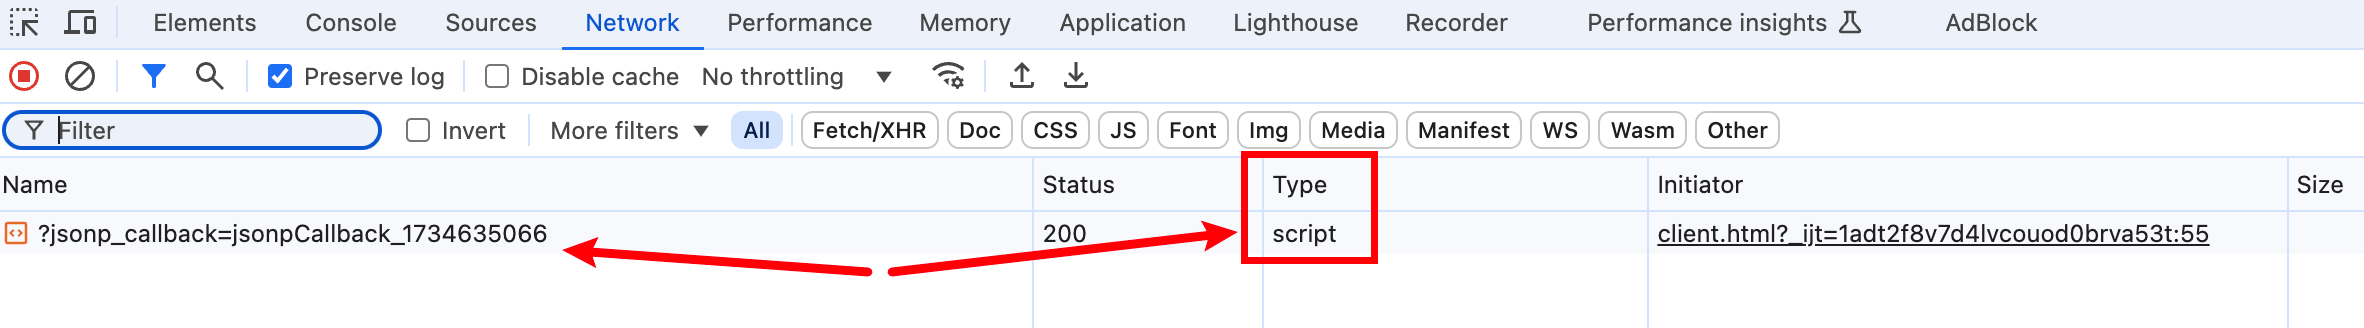 Elements Console Sources Network Performance Memory Application Lighthouse Recorder Performance insights AdBlock
Preserve log Disable cache No throttling
Filter Invert More filters All Fetch/XHR Doc CSS JS Font Img Media Manifest WS Wasm Other
Name Status Type Initiator Size
?jsonp_callback=jsonpCallback_1734635066 200 script client.html?_ijt=1adt2f8v7d4lvcouod0brva53t:55